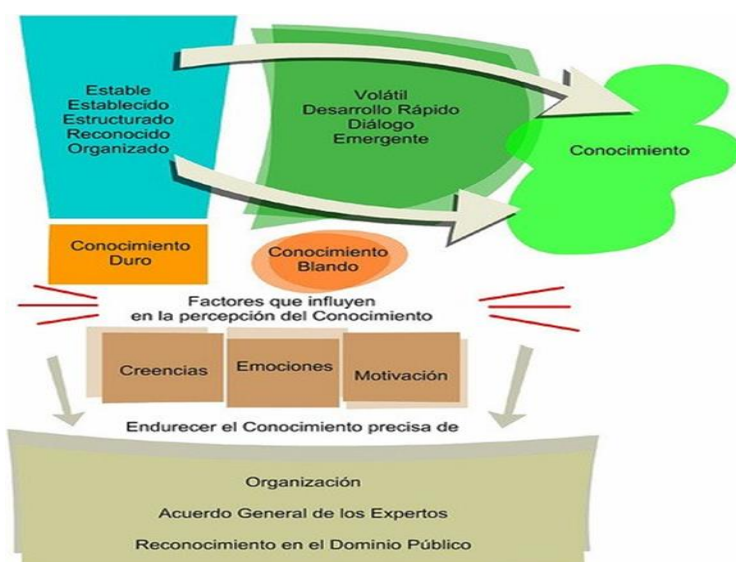 Estable
Establecido
Estructurado
Reconocido
Organizado
Volátil
Desarrollo Rápido
Diálogo
Emergente
Conocimiento
Conocimiento
Duro
Conocimiento
Blando
Factores que influyen
en la percepción del Conocimiento
Creencias
Emociones
Motivación
Endurecer el Conocimiento precisa de
Organización
Acuerdo General de los Expertos
Reconocimiento en el Dominio Público